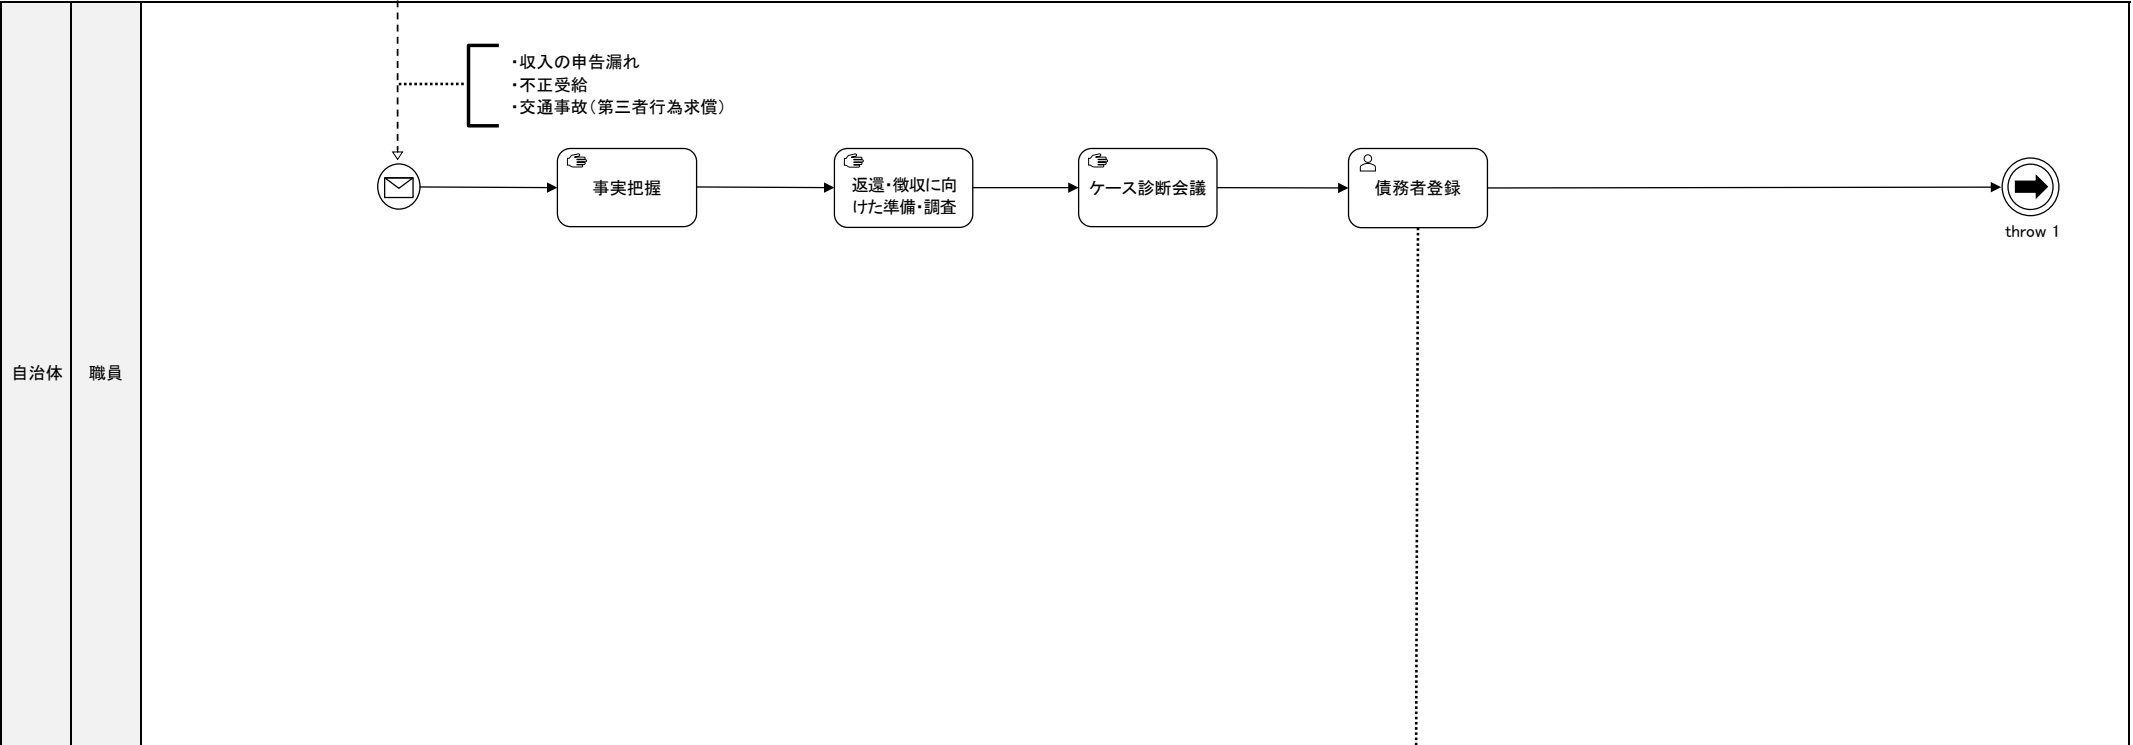 ・収入の申告漏れ
・不正受給
・交通事故（第三者行為求償）
事実把握
返還・徴収に向
けた準備・調査
ケース診断会議
債務者登録
throw 1
自治体
職員